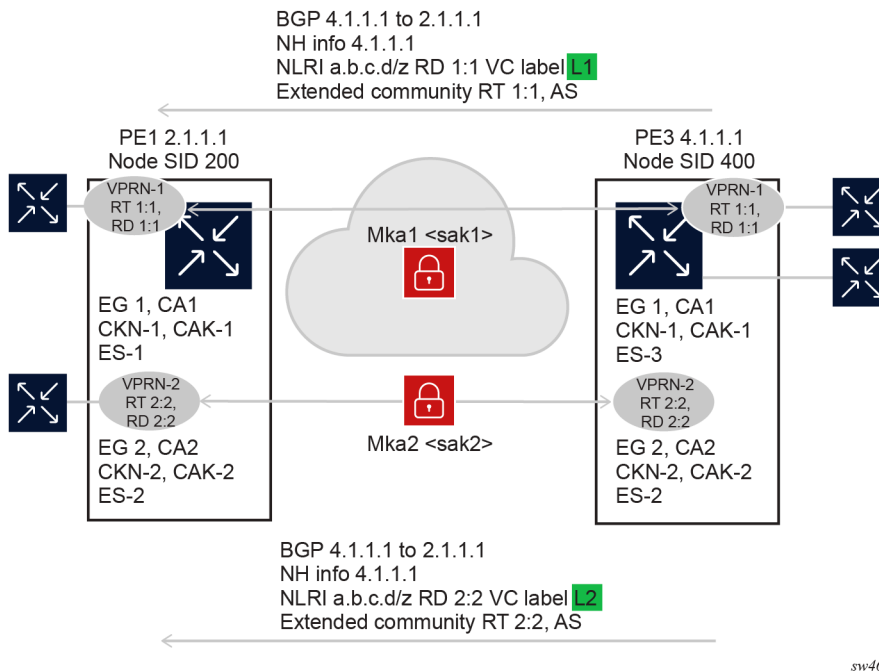 BGP 4.1.1.1 to 2.1.1.1
NH info 4.1.1.1
NLRI a.b.c.d/z RD 1:1 VC label L1
Extended community RT 1:1, AS
PE1 2.1.1.1
Node SID 200
PE3 4.1.1.1
Node SID 400
VPRN-1
RT 1:1,
RD 1:1
VPRN-1
RT 1:1,
RD 1:1
Mka1 <sak1>
EG 1, CA1
CKN-1, CAK-1
ES-1
EG 1, CA1
CKN-1, CAK-1
ES-3
VPRN-2
RT 2:2,
RD 2:2
VPRN-2
RT 2:2,
RD 2:2
Mka2 <sak2>
EG 2, CA2
CKN-2, CAK-2
ES-2
EG 2, CA2
CKN-2, CAK-2
ES-2
BGP 4.1.1.1 to 2.1.1.1
NH info 4.1.1.1
NLRI a.b.c.d/z RD 2:2 VC label L2
Extended community RT 2:2, AS